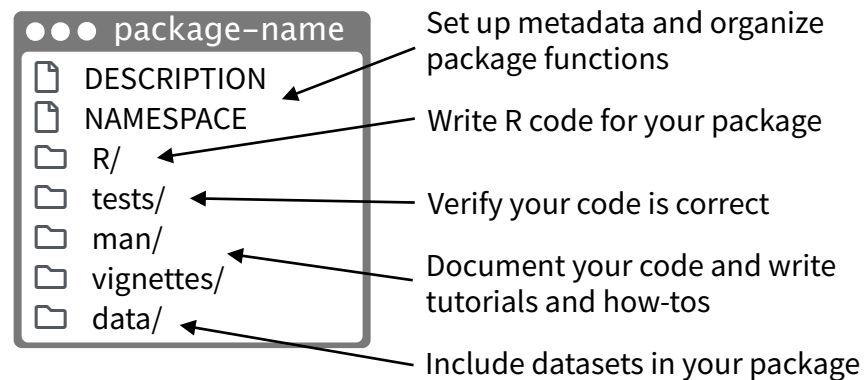 package-name
DESCRIPTION
NAMESPACE
R/
tests/
man/
vignettes/
data/
Set up metadata and organize
package functions
Write R code for your package
Verify your code is correct
Document your code and write
tutorials and how-tos
Include datasets in your package